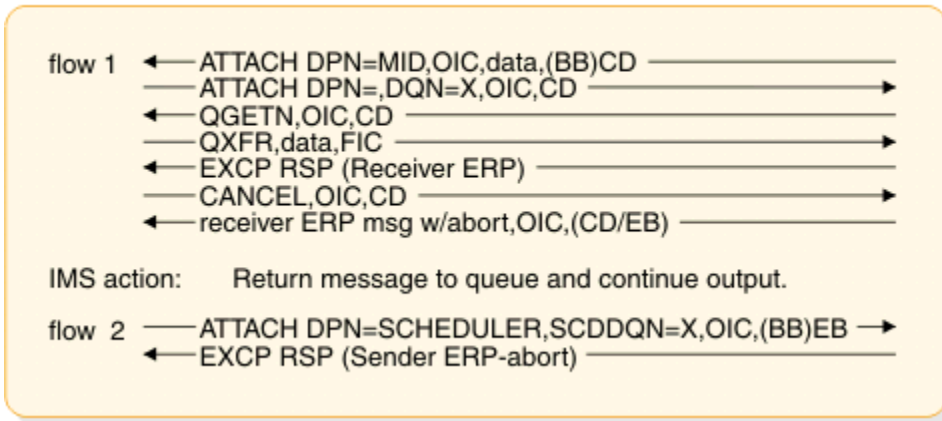 flow 1 ATTACH DPN=MID,OIC,data,(BB)CD
ATTACH DPN=,DQN=X,OIC,CD
QGETN,OIC,CD
QXFR,data,FIC
EXCP RSP (Receiver ERP)
CANCEL,OIC,CD
receiver ERP msg w/abort,OIC,(CD/EB)
IMS action: Return message to queue and continue output.
flow 2 ATTACH DPN=SCHEDULER,SCDDQN=X,OIC,(BB)EB
EXCP RSP (Sender ERP-abort)